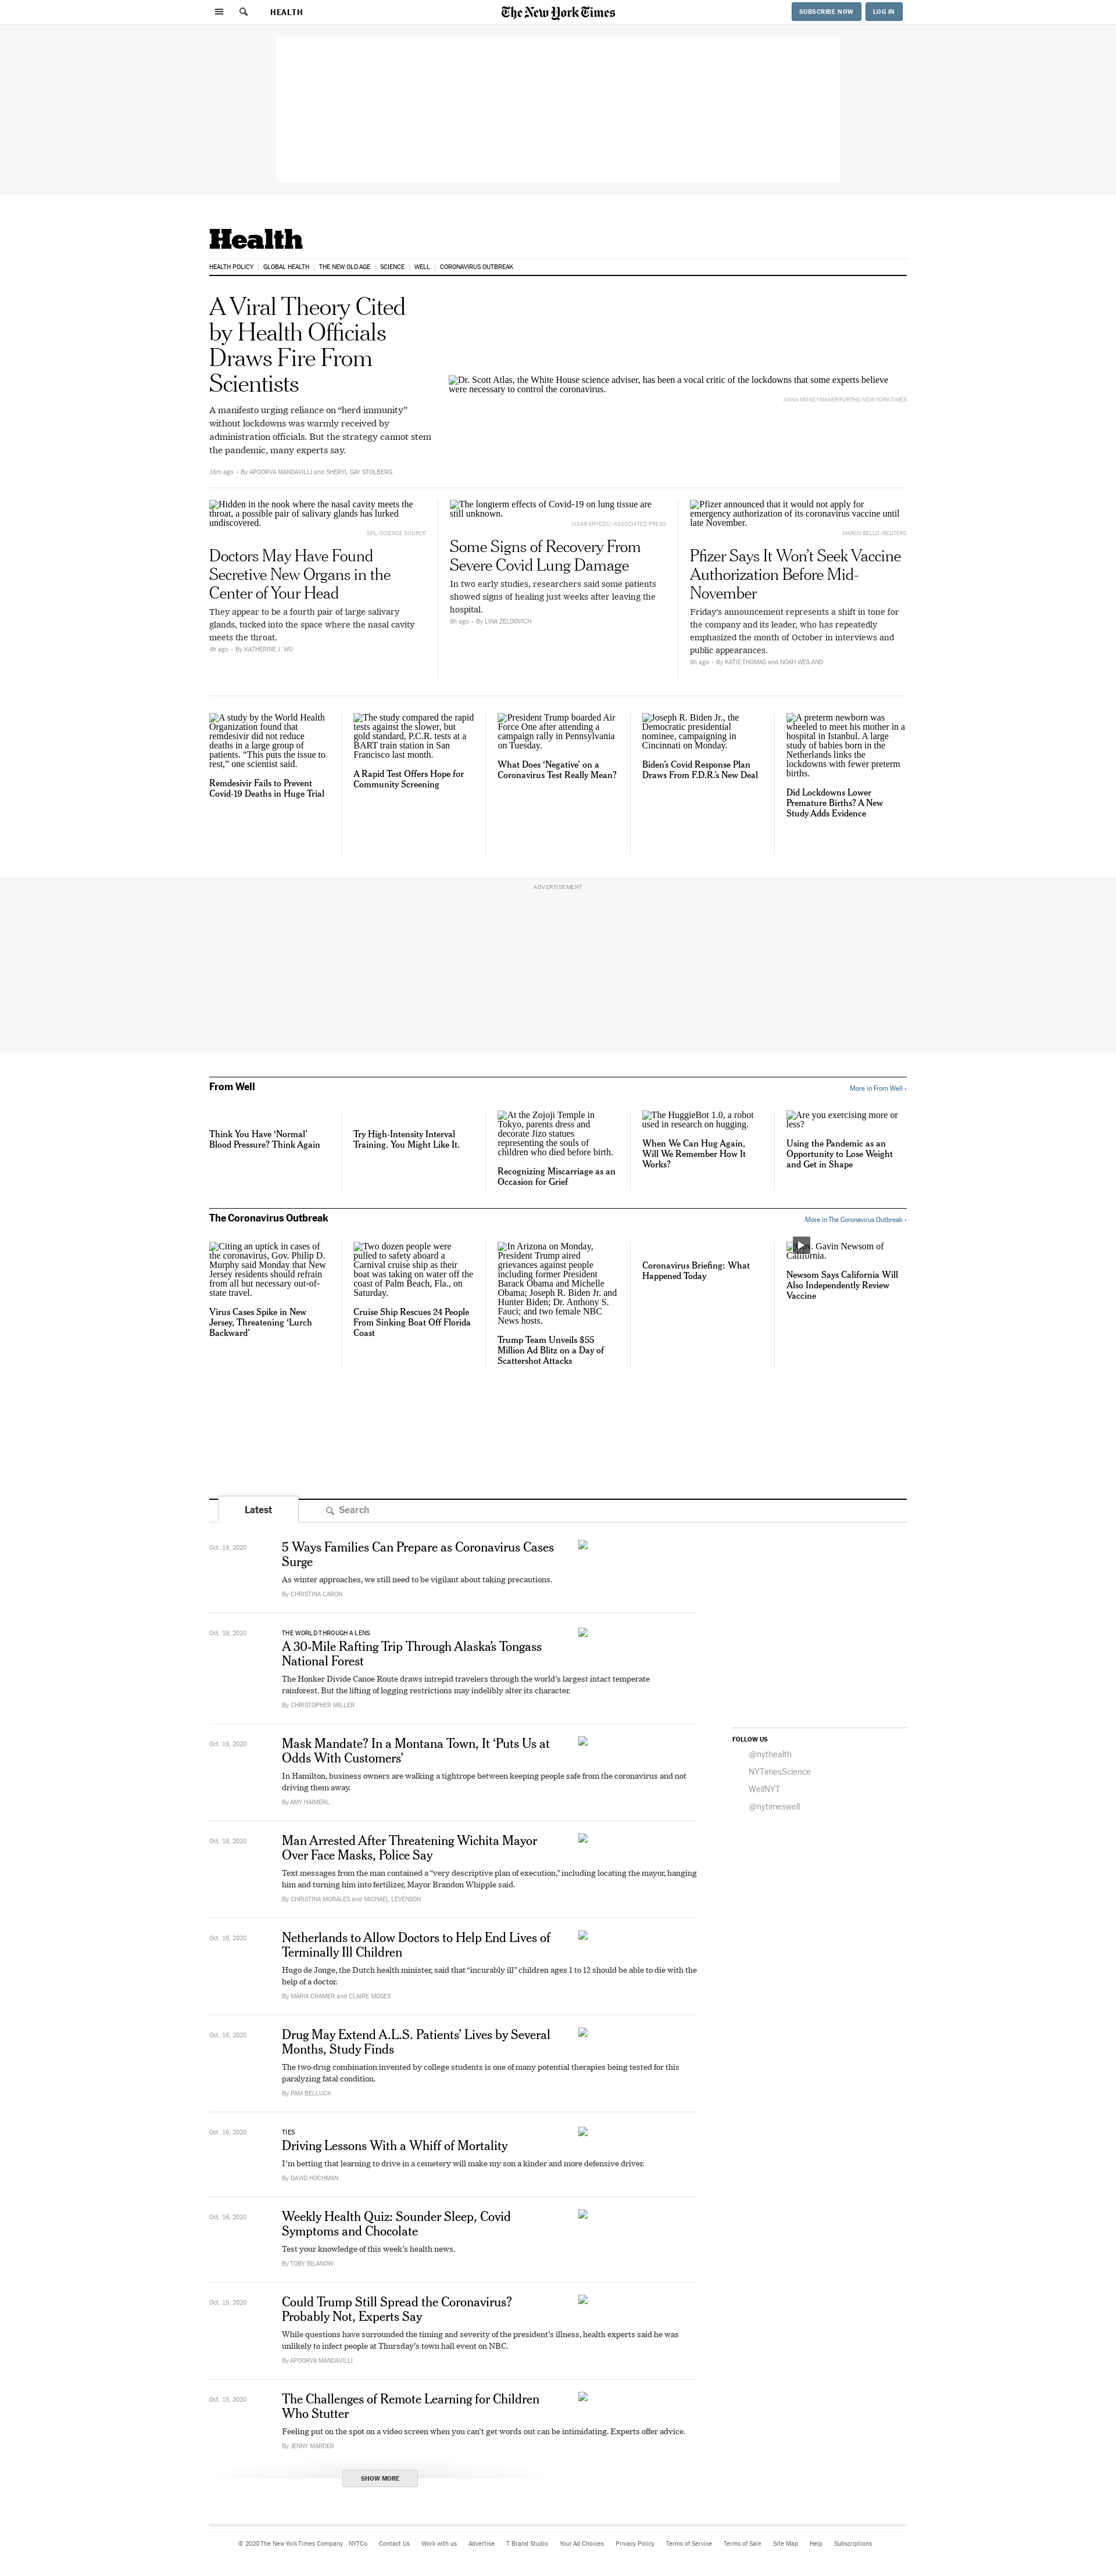 HEALTH
The New York Times
SUBSCRIBE NOW
LOG IN
Health
HEALTH POLICY
GLOBAL HEALTH
THE NEW OLD AGE
SCIENCE
WELL
CORONAVIRUS OUTBREAK
A Viral Theory Cited
by Health Officials
Draws Fire From
Scientists
A manifesto urging reliance on “herd immunity”
without lockdowns was warmly received by
administration officials. But the strategy cannot stem
the pandemic, many experts say.
16m ago • By APOORVA MANDAVILLI and SHERYL GAY STOLBERG
Dr. Scott Atlas, the White House science adviser, has been a vocal critic of the lockdowns that some experts believe
were necessary to control the coronavirus.
ANNA MONEYMAKER FOR THE NEW YORK TIMES
Hidden in the nook where the nasal cavity meets the
throat, a possible pair of salivary glands has lurked
undiscovered.
SPL/SCIENCE SOURCE
Doctors May Have Found
Secretive New Organs in the
Center of Your Head
They appear to be a fourth pair of large salivary
glands, tucked into the space where the nasal cavity
meets the throat.
4h ago • By KATHERINE J. WU
The longterm effects of Covid-19 on lung tissue are
still unknown.
VISAR KRYEZIU/ASSOCIATED PRESS
Some Signs of Recovery From
Severe Covid Lung Damage
In two early studies, researchers said some patients
showed signs of healing just weeks after leaving the
hospital.
9h ago • By LINA ZELDOVICH
Pfizer announced that it would not apply for
emergency authorization of its coronavirus vaccine until
late November.
MARCO BELLO/REUTERS
Pfizer Says It Won’t Seek Vaccine
Authorization Before Mid-
November
Friday’s announcement represents a shift in tone for
the company and its leader, who has repeatedly
emphasized the month of October in interviews and
public appearances.
8h ago • By KATIE THOMAS and NOAH WEILAND
A study by the World Health
Organization found that
remdesivir did not reduce
deaths in a large group of
patients. “This puts the issue to
rest,” one scientist said.
Remdesivir Fails to Prevent
Covid-19 Deaths in Huge Trial
The study compared the rapid
tests against the slower, but
gold standard, P.C.R. tests at a
BART train station in San
Francisco last month.
A Rapid Test Offers Hope for
Community Screening
President Trump boarded Air
Force One after attending a
campaign rally in Pennsylvania
on Tuesday.
What Does ‘Negative’ on a
Coronavirus Test Really Mean?
Joseph R. Biden Jr., the
Democratic presidential
nominee, campaigning in
Cincinnati on Monday.
Biden’s Covid Response Plan
Draws From F.D.R.’s New Deal
A preterm newborn was
wheeled to meet his mother in a
hospital in Istanbul. A large
study of babies born in the
Netherlands links the
lockdowns with fewer preterm
births.
Did Lockdowns Lower
Premature Births? A New
Study Adds Evidence
ADVERTISEMENT
From Well
More in From Well ›
Think You Have ‘Normal’
Blood Pressure? Think Again
Try High-Intensity Interval
Training. You Might Like It.
At the Zojoji Temple in
Tokyo, parents dress and
decorate Jizo statues
representing the souls of
children who died before birth.
Recognizing Miscarriage as an
Occasion for Grief
The HuggieBot 1.0, a robot
used in research on hugging.
When We Can Hug Again,
Will We Remember How It
Works?
Are you exercising more or
less?
Using the Pandemic as an
Opportunity to Lose Weight
and Get in Shape
The Coronavirus Outbreak
More in The Coronavirus Outbreak ›
Citing an uptick in cases of
the coronavirus, Gov. Philip D.
Murphy said Monday that New
Jersey residents should refrain
from all but necessary out-of-
state travel.
Virus Cases Spike in New
Jersey, Threatening ‘Lurch
Backward’
Two dozen people were
pulled to safety aboard a
Carnival cruise ship as their
boat was taking on water off the
coast of Palm Beach, Fla., on
Saturday.
Cruise Ship Rescues 24 People
From Sinking Boat Off Florida
Coast
In Arizona on Monday,
President Trump aired
grievances against people
including former President
Barack Obama and Michelle
Obama; Joseph R. Biden Jr. and
Hunter Biden; Dr. Anthony S.
Fauci; and two female NBC
News hosts.
Trump Team Unveils $55
Million Ad Blitz on a Day of
Scattershot Attacks
Coronavirus Briefing: What
Happened Today
Gavin Newsom of
California.
Newsom Says California Will
Also Independently Review
Vaccine
Latest
Search
Oct. 19, 2020
5 Ways Families Can Prepare as Coronavirus Cases
Surge
As winter approaches, we still need to be vigilant about taking precautions.
By CHRISTINA CARON
Oct. 19, 2020
THE WORLD THROUGH A LENS
A 30-Mile Rafting Trip Through Alaska’s Tongass
National Forest
The Honker Divide Canoe Route draws intrepid travelers through the world’s largest intact temperate
rainforest. But the lifting of logging restrictions may indelibly alter its character.
By CHRISTOPHER MILLER
Oct. 19, 2020
Mask Mandate? In a Montana Town, It ‘Puts Us at
Odds With Customers’
In Hamilton, business owners are walking a tightrope between keeping people safe from the coronavirus and not
driving them away.
By AMY HAIMERL
Oct. 18, 2020
Man Arrested After Threatening Wichita Mayor
Over Face Masks, Police Say
Text messages from the man contained a “very descriptive plan of execution,” including locating the mayor, hanging
him and turning him into fertilizer, Mayor Brandon Whipple said.
By CHRISTINA MORALES and MICHAEL LEVENSON
Oct. 16, 2020
Netherlands to Allow Doctors to Help End Lives of
Terminally Ill Children
Hugo de Jonge, the Dutch health minister, said that “incurably ill” children ages 1 to 12 should be able to die with the
help of a doctor.
By MARIA CRAMER and CLAIRE MOSES
Oct. 16, 2020
Drug May Extend A.L.S. Patients’ Lives by Several
Months, Study Finds
The two-drug combination invented by college students is one of many potential therapies being tested for this
paralyzing fatal condition.
By PAM BELLUCK
Oct. 16, 2020
TIES
Driving Lessons With a Whiff of Mortality
I’m betting that learning to drive in a cemetery will make my son a kinder and more defensive driver.
By DAVID HOCHMAN
Oct. 16, 2020
Weekly Health Quiz: Sounder Sleep, Covid
Symptoms and Chocolate
Test your knowledge of this week’s health news.
By TOBY BILANOW
Oct. 15, 2020
Could Trump Still Spread the Coronavirus?
Probably Not, Experts Say
While questions have surrounded the timing and severity of the president’s illness, health experts said he was
unlikely to infect people at Thursday’s town hall event on NBC.
By APOORVA MANDAVILLI
Oct. 15, 2020
The Challenges of Remote Learning for Children
Who Stutter
Feeling put on the spot on a video screen when you can’t get words out can be intimidating. Experts offer advice.
By JENNY MARDER
SHOW MORE
FOLLOW US
@nythealth
NYTimesScience
WellNYT
@nytimeswell
© 2020 The New York Times Company
NYTCo
Contact Us
Work with us
Advertise
T Brand Studio
Your Ad Choices
Privacy Policy
Terms of Service
Terms of Sale
Site Map
Help
Subscriptions